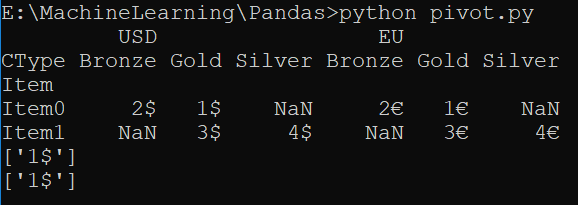 E:\MachineLearning\Pandas>python pivot.py
USD EU
CType Bronze Gold Silver Bronze Gold Silver
Item
Item0 2$ 1$ NaN 2€ 1€ NaN
Item1 NaN 3$ 4$ NaN 3€ 4€
['1$']
['1$']